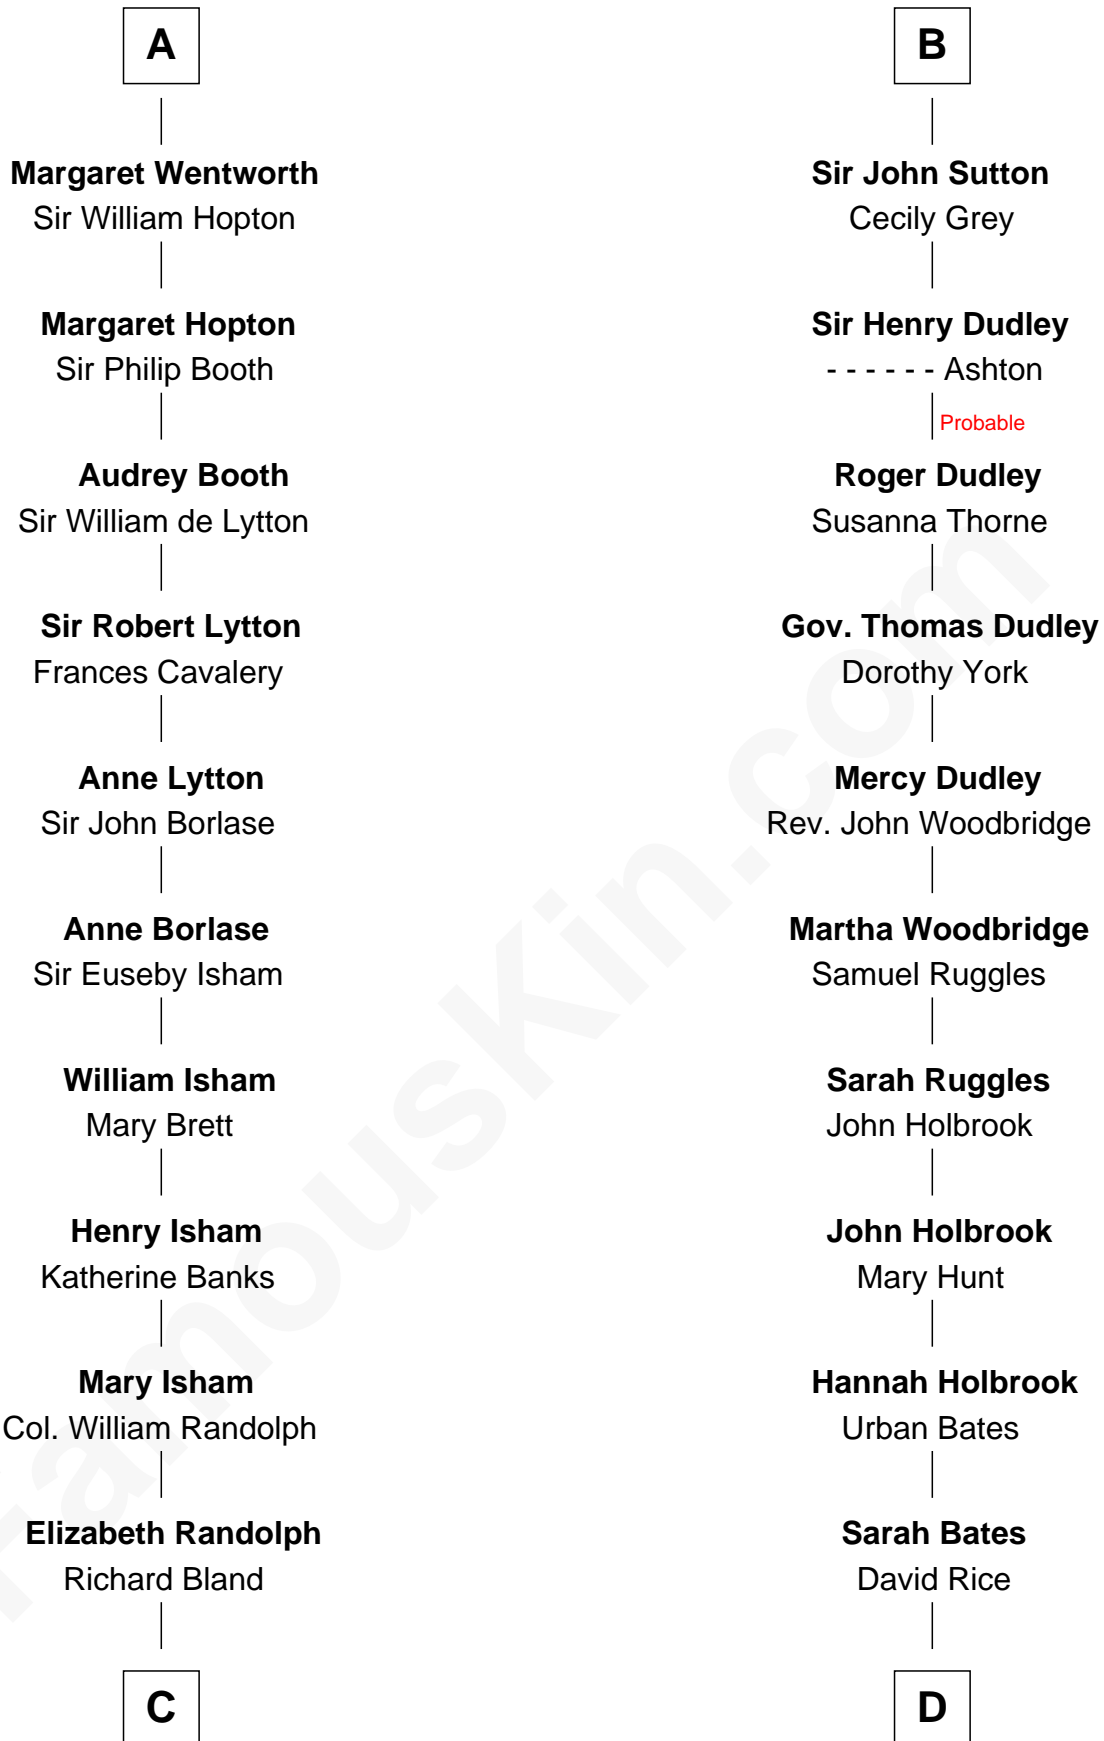 A
Margaret Wentworth
Sir William Hopton
Margaret Hopton
Sir Philip Booth
Audrey Booth
Sir William de Lytton
Sir Robert Lytton
Frances Cavalery
Anne Lytton
Sir John Borlase
Anne Borlase
Sir Euseby Isham
William Isham
Mary Brett
Henry Isham
Katherine Banks
Mary Isham
Col. William Randolph
Elizabeth Randolph
Richard Bland
C
B
Sir John Sutton
Cecily Grey
Sir Henry Dudley
- - - - - - Ashton
Probable
Roger Dudley
Susanna Thorne
Gov. Thomas Dudley
Dorothy York
Mercy Dudley
Rev. John Woodbridge
Martha Woodbridge
Samuel Ruggles
Sarah Ruggles
John Holbrook
John Holbrook
Mary Hunt
Hannah Holbrook
Urban Bates
Sarah Bates
David Rice
D
FamousKin.com